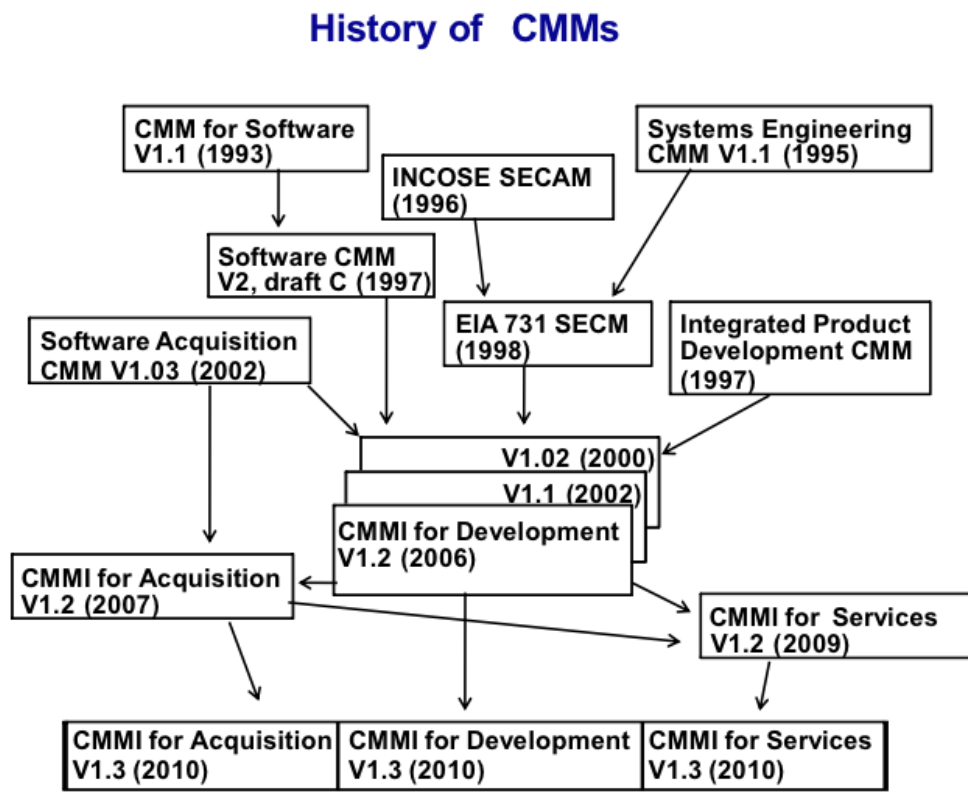 History of CMMs
CMM for Software
V1.1 (1993)
Systems Engineering
CMM V1.1 (1995)
INCOSE SECAM
(1996)
Software CMM
V2, draft C (1997)
EIA 731 SECM
(1998)
Integrated Product
Development CMM
(1997)
Software Acquisition
CMM V1.03 (2002)
V1.02 (2000)
V1.1 (2002)
CMMI for Development
V1.2 (2006)
CMMI for Acquisition
V1.2 (2007)
CMMI for Services
V1.2 (2009)
CMMI for Acquisition
V1.3 (2010)
CMMI for Development
V1.3 (2010)
CMMI for Services
V1.3 (2010)